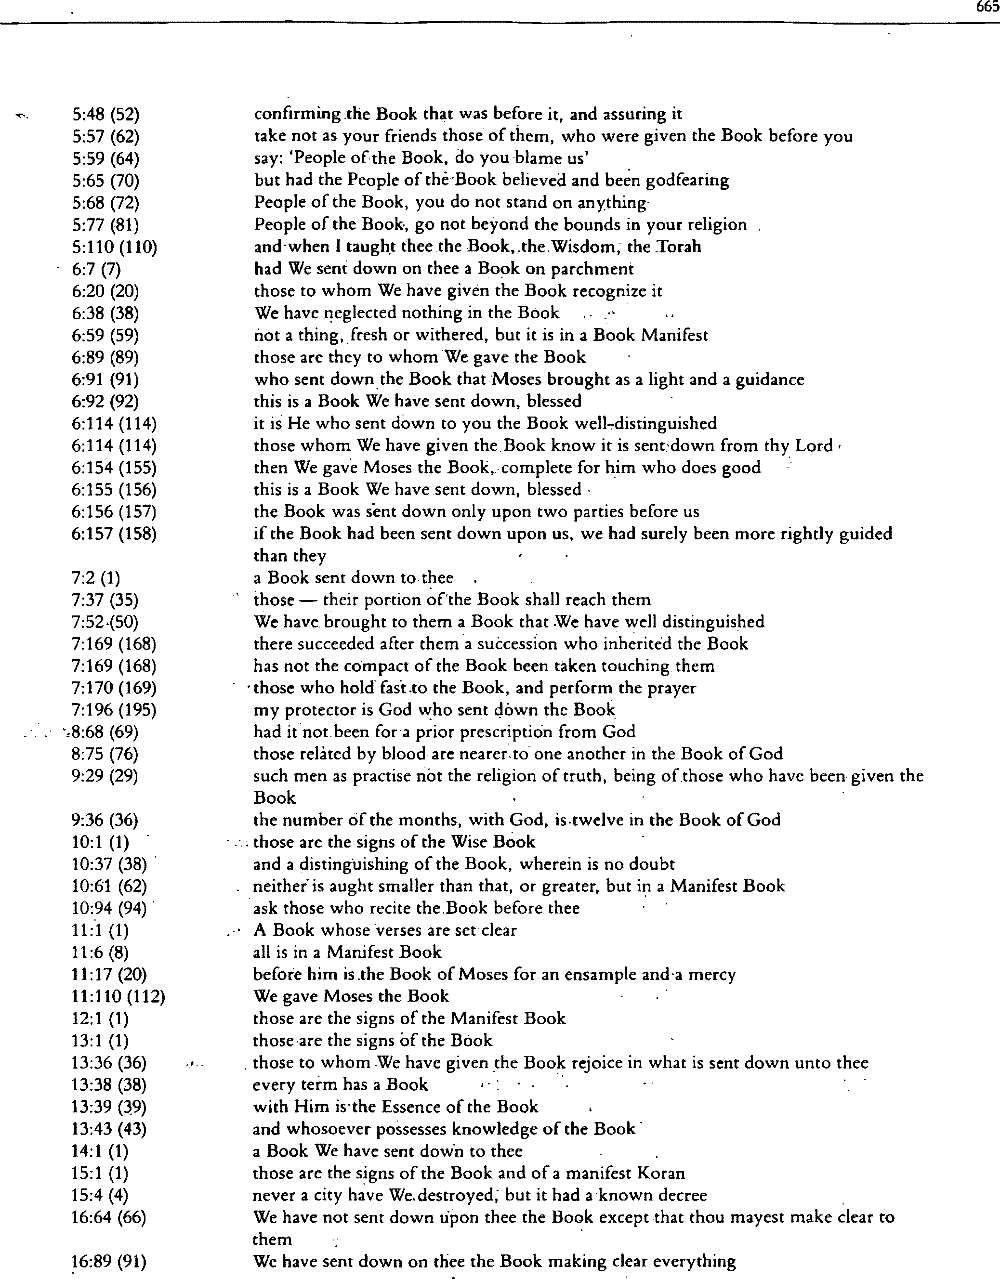 665
5:48 (52) confirming the Book that was before it, and assuring it
5:57 (62) take not as your friends those of them, who were given the Book before you
5:59 (64) say: 'People of the Book, do you blame us'
5:65 (70) but had the People of the Book believed and been godfearing
5:68 (72) People of the Book, you do not stand on anything
5:77 (81) People of the Book, go not beyond the bounds in your religion
5:110 (110) and when I taught thee the Book, the Wisdom, the Torah
6:7 (7) had We sent down on thee a Book on parchment
6:20 (20) those to whom We have given the Book recognize it
6:38 (38) We have neglected nothing in the Book
6:59 (59) not a thing, fresh or withered, but it is in a Book Manifest
6:89 (89) those are they to whom We gave the Book
6:91 (91) who sent down the Book that Moses brought as a light and a guidance
6:92 (92) this is a Book We have sent down, blessed
6:114 (114) it is He who sent down to you the Book well-distinguished
6:114 (114) those whom We have given the Book know it is sent down from thy Lord
6:154 (155) then We gave Moses the Book, complete for him who does good
6:155 (156) this is a Book We have sent down, blessed
6:156 (157) the Book was sent down only upon two parties before us
6:157 (158) if the Book had been sent down upon us, we had surely been more rightly guided
than they
7:2 (1) a Book sent down to thee
7:37 (35) those — their portion of the Book shall reach them
7:52 (50) We have brought to them a Book that We have well distinguished
7:169 (168) there succeeded after them a succession who inherited the Book
7:169 (168) has not the compact of the Book been taken touching them
7:170 (169) those who hold fast to the Book, and perform the prayer
7:196 (195) my protector is God who sent down the Book
8:68 (69) had it not been for a prior prescription from God
8:75 (76) those related by blood are nearer to one another in the Book of God
9:29 (29) such men as practise not the religion of truth, being of those who have been given the
Book
9:36 (36) the number of the months, with God, is twelve in the Book of God
10:1 (1) those are the signs of the Wise Book
10:37 (38) and a distinguishing of the Book, wherein is no doubt
10:61 (62) neither is aught smaller than that, or greater, but in a Manifest Book
10:94 (94) ask those who recite the Book before thee
11:1 (1) A Book whose verses are set clear
11:6 (8) all is in a Manifest Book
11:17 (20) before him is the Book of Moses for an ensample and a mercy
11:110 (112) We gave Moses the Book
12:1 (1) those are the signs of the Manifest Book
13:1 (1) those are the signs of the Book
13:36 (36) those to whom We have given the Book rejoice in what is sent down unto thee
13:38 (38) every term has a Book
13:39 (39) with Him is the Essence of the Book
13:43 (43) and whosoever possesses knowledge of the Book
14:1 (1) a Book We have sent down to thee
15:1 (1) those are the signs of the Book and of a manifest Koran
15:4 (4) never a city have We destroyed, but it had a known decree
16:64 (66) We have not sent down upon thee the Book except that thou mayest make clear to
them
16:89 (91) We have sent down on thee the Book making clear everything